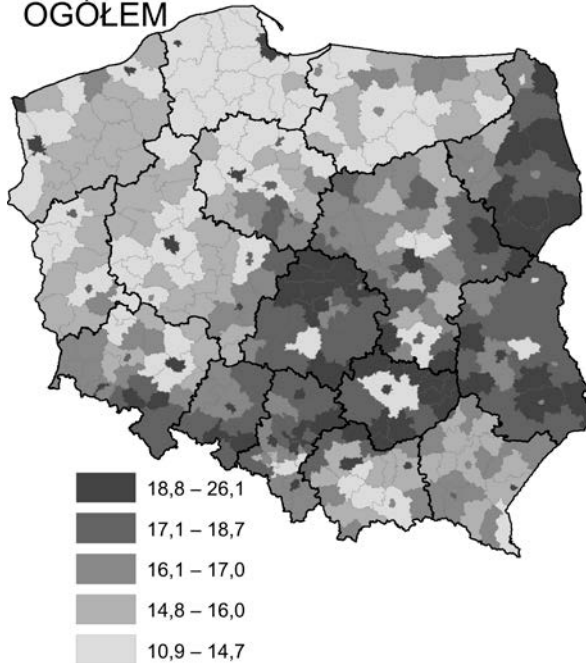 OGÓŁEM
18,8 – 26,1
17,1 – 18,7
16,1 – 17,0
14,8 – 16,0
10,9 – 14,7